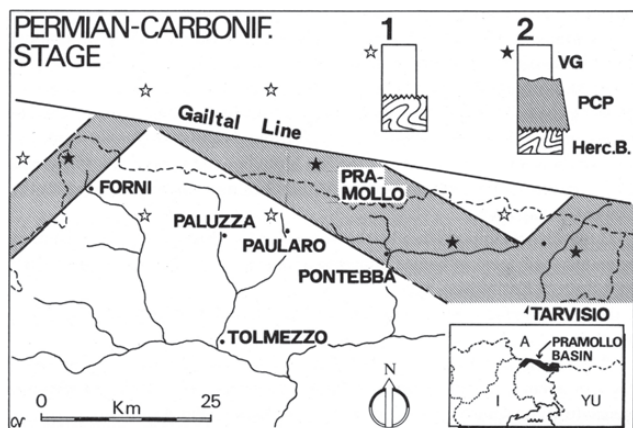 PERMIAN-CARBONIF.
STAGE
1
2
VG
PCP
Herc.B.
Gailtal Line
FORNI
PRA-
MOLLO
PALUZZA
PAULARO
PONTEBBA
TARVISIO
TOLMEZZO
A
PRAMOLLO
BASIN
I
YU
N
0
25
Km